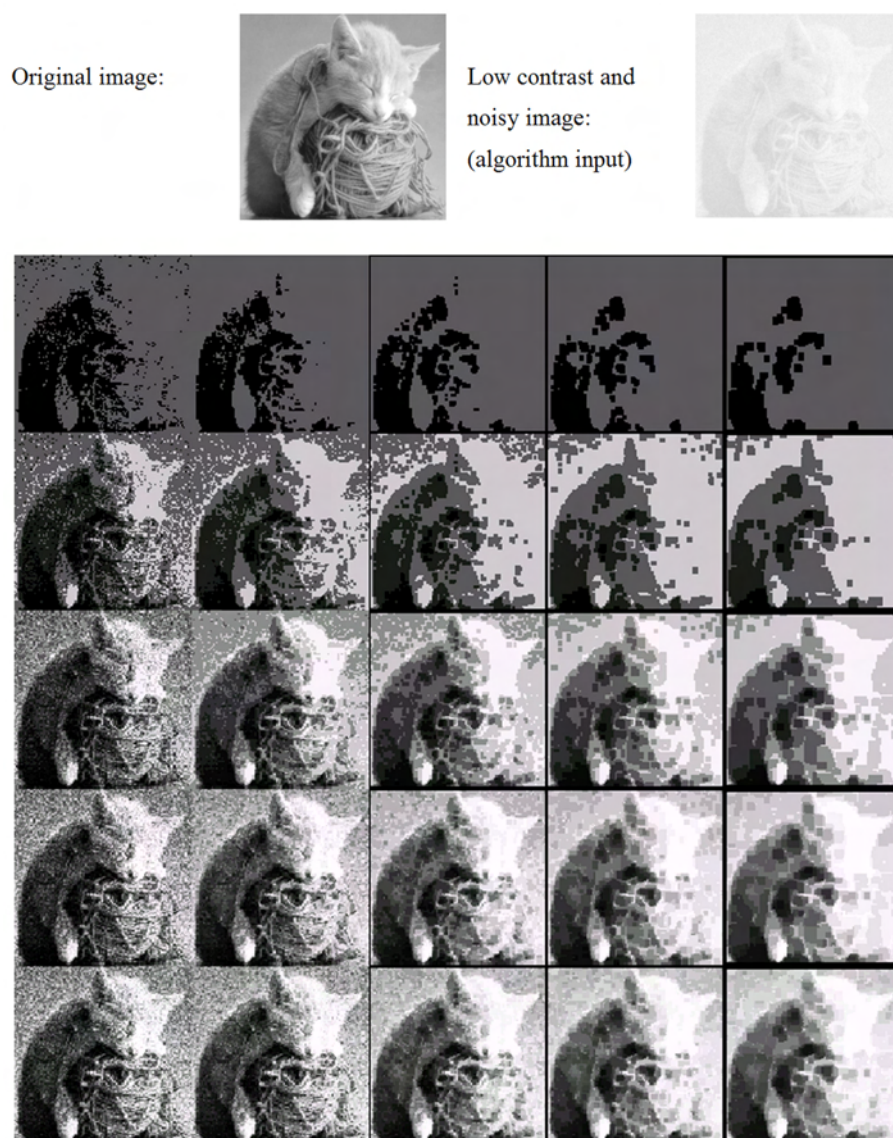 Original image:
Low contrast and
noisy image:
(algorithm input)